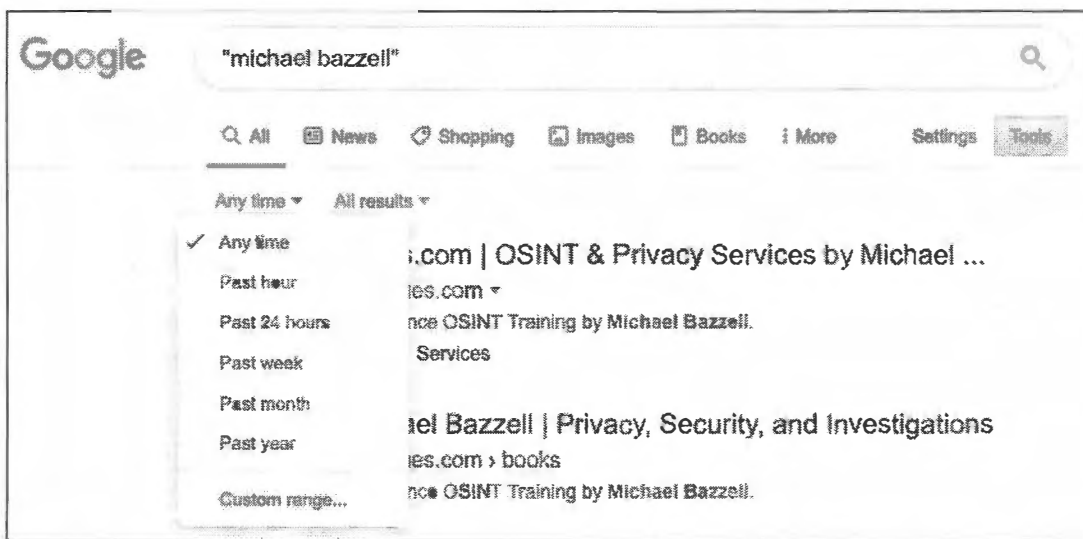 Google
"michael bazzell"
All News Shopping Images Books More Settings Tools
Any time All results
Any time
Past hour
Past 24 hours
Past week
Past month
Past year
Custom range...
s.com | OSINT & Privacy Services by Michael ...
es.com
nce OSINT Training by Michael Bazzell.
Services
ael Bazzell | Privacy, Security, and Investigations
es.com › books
nce OSINT Training by Michael Bazzell.